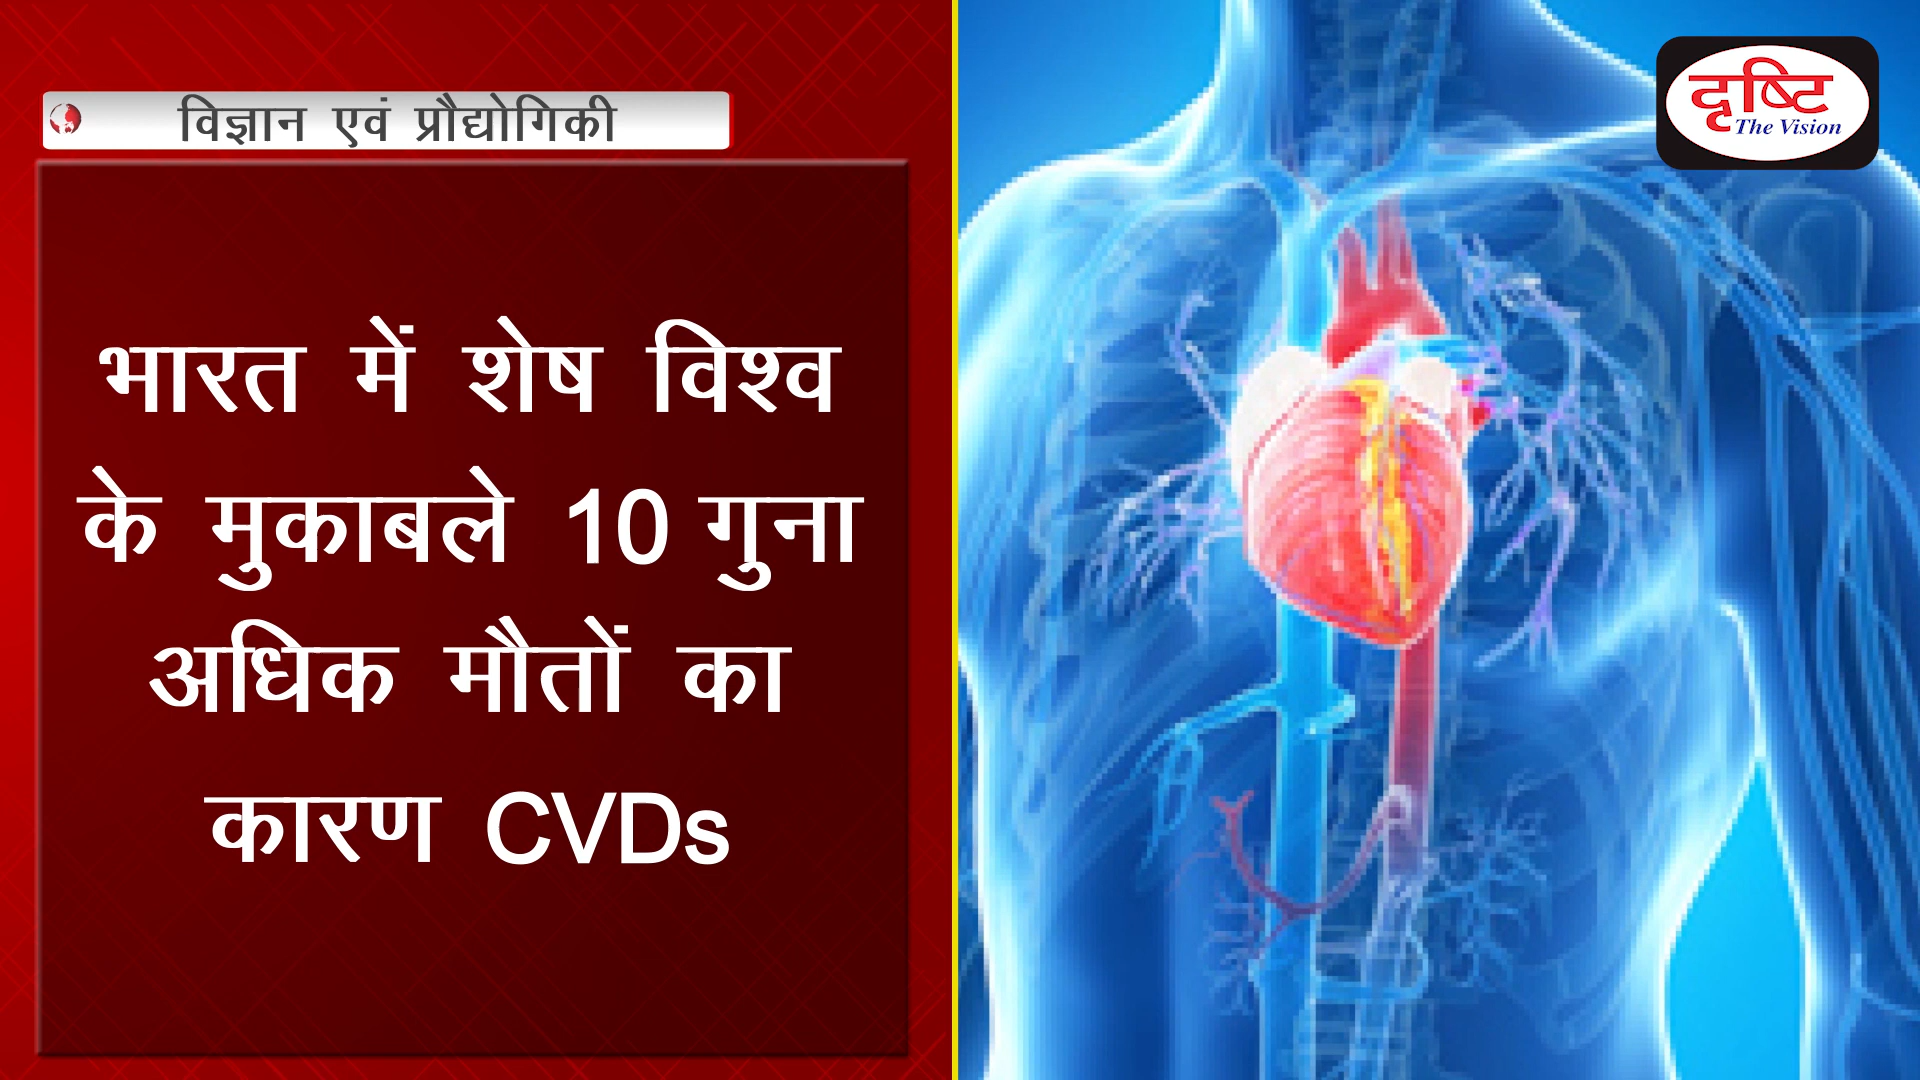 विज्ञान एवं प्रौद्योगिकी
दृष्टि
The Vision
भारत में शेष विश्व
के मुकाबले 10 गुना
अधिक मौतों का
कारण CVDs